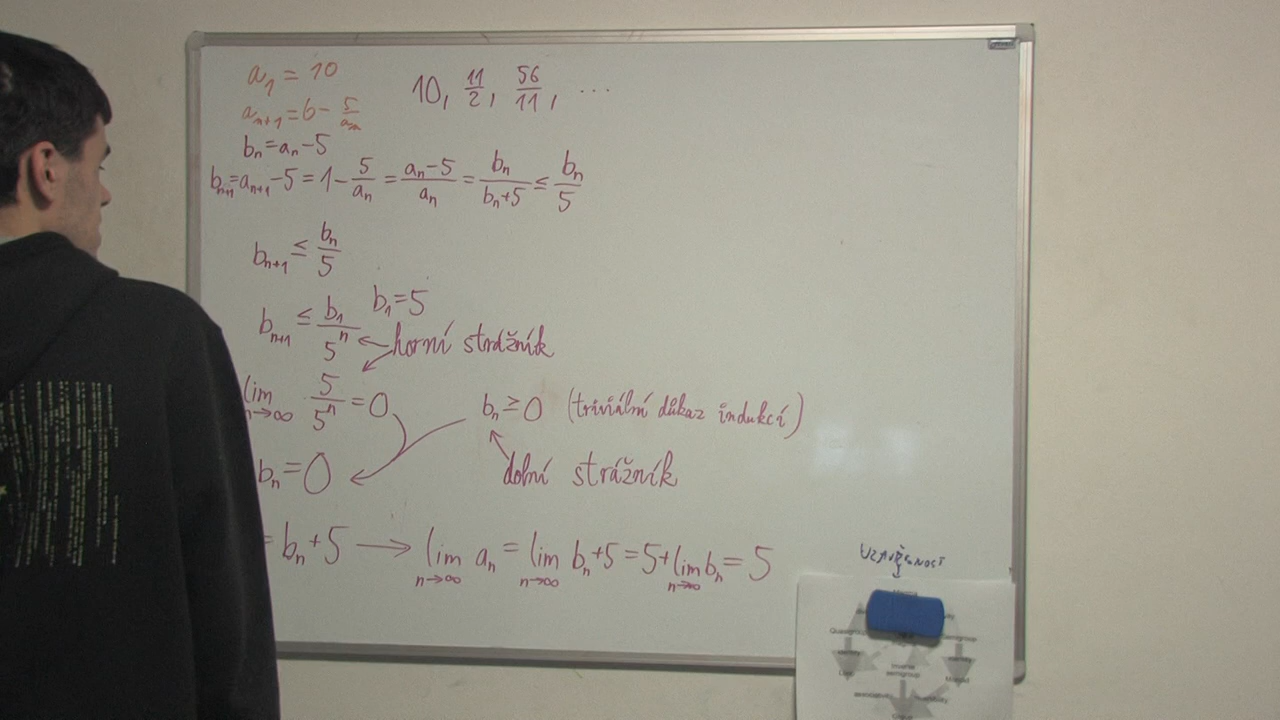 a₁ = 10
10, 11/2, 56/11, ...
aₙ₊₁ = 6 - 5/aₙ
bₙ = aₙ - 5
bₙ₊₁ = aₙ₊₁ - 5 = 1 - 5/aₙ = (aₙ - 5)/aₙ = bₙ/(bₙ + 5) ≤ bₙ/5
bₙ₊₁ ≤ bₙ/5
bₙ₊₁ ≤ b₁/5ⁿ b₁ = 5
horní strážník
lim n→∞ 5/5ⁿ = 0
bₙ ≥ 0 (triviální důkaz indukcí)
bₙ = 0
dolní strážník
= bₙ + 5 → lim n→∞ aₙ = lim n→∞ bₙ + 5 = 5 + lim n→∞ bₙ = 5
UZAVŘENOST